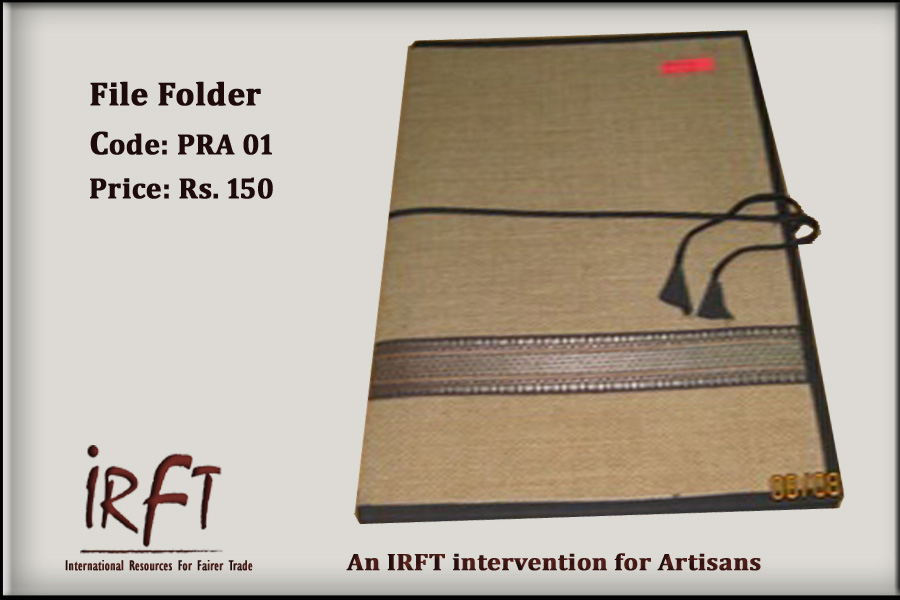 File Folder
Code: PRA 01
Price: Rs. 150
iRFT
International Resources For Fairer Trade
An IRFT intervention for Artisans